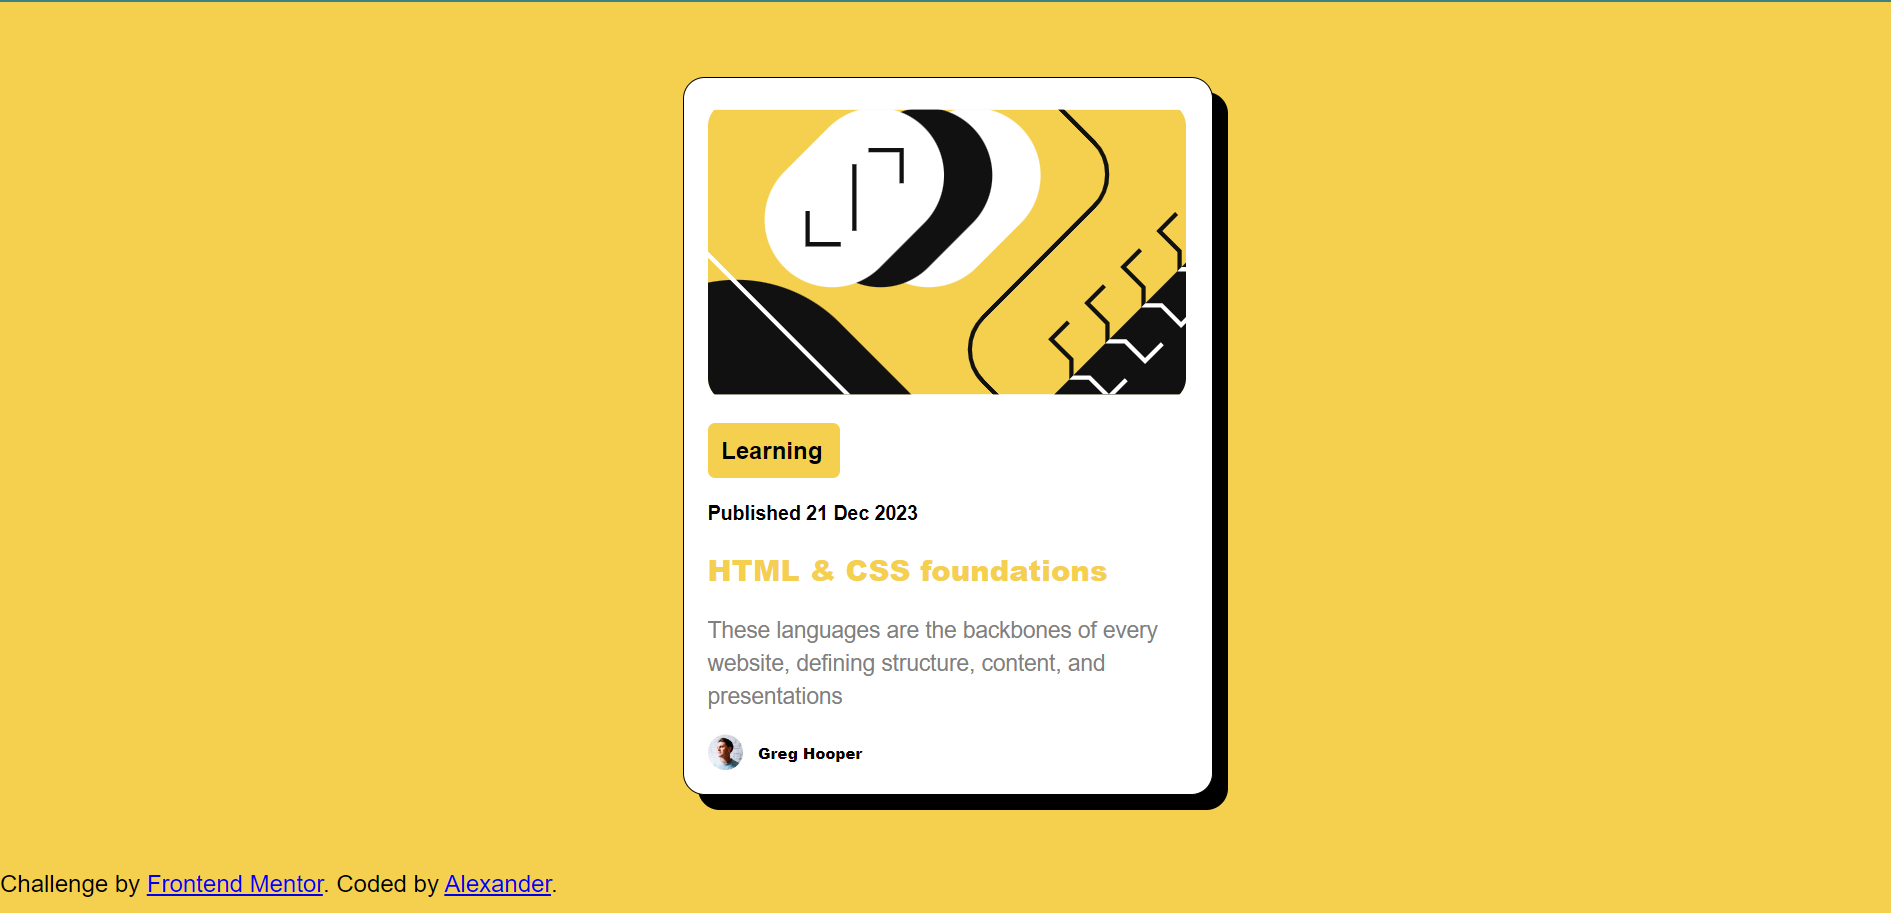 Learning
Published 21 Dec 2023
HTML & CSS foundations
These languages are the backbones of every
website, defining structure, content, and
presentations
Greg Hooper
Challenge by Frontend Mentor. Coded by Alexander.